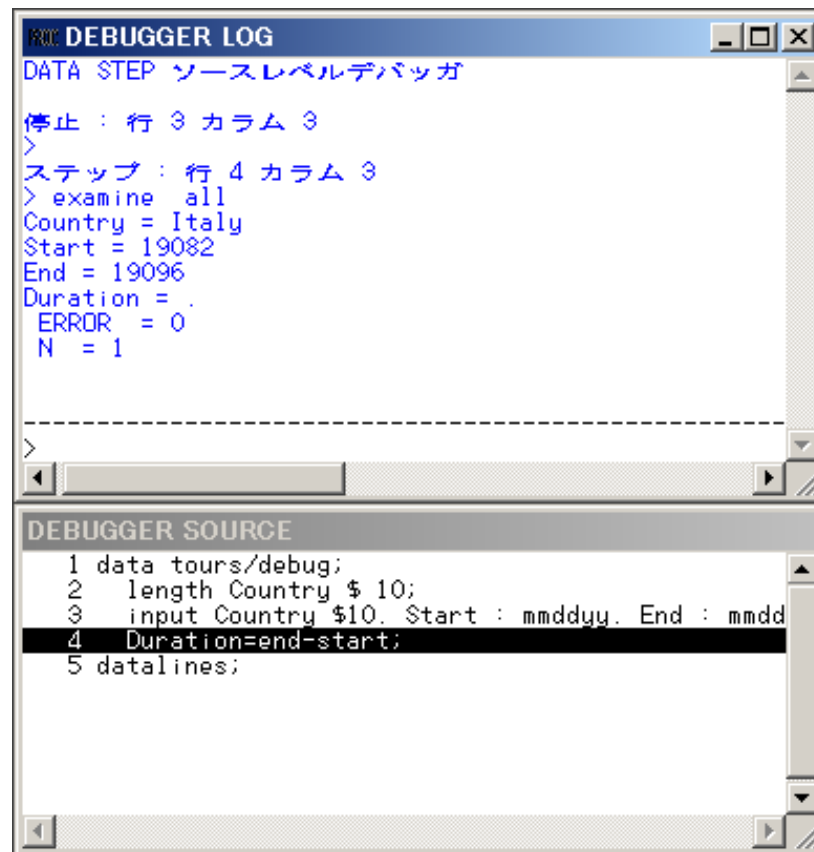 DEBUGGER LOG
DATA STEP ソースレベルデバッガ
停止 : 行 3 カラム 3
>
ステップ : 行 4 カラム 3
> examine  all
Country = Italy
Start = 19082
End = 19096
Duration = .
 ERROR  = 0
 N  = 1
>
DEBUGGER SOURCE
1 data tours/debug;
2   length Country $ 10;
3   input Country $10. Start : mmddyy. End : mmdd
4   Duration=end-start;
5 datalines;